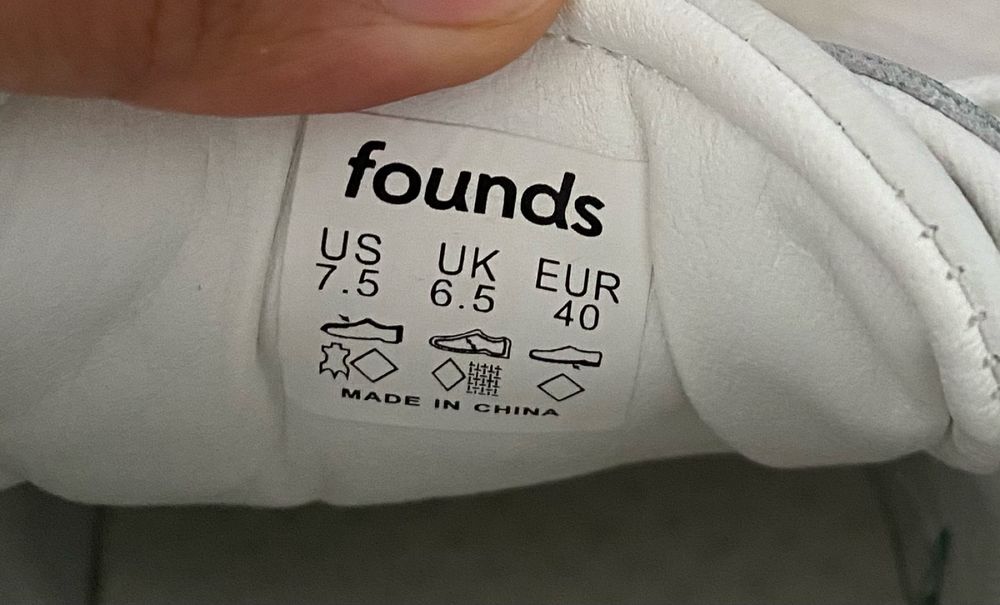 founds
US UK EUR
7.5 6.5 40
MADE IN CHINA